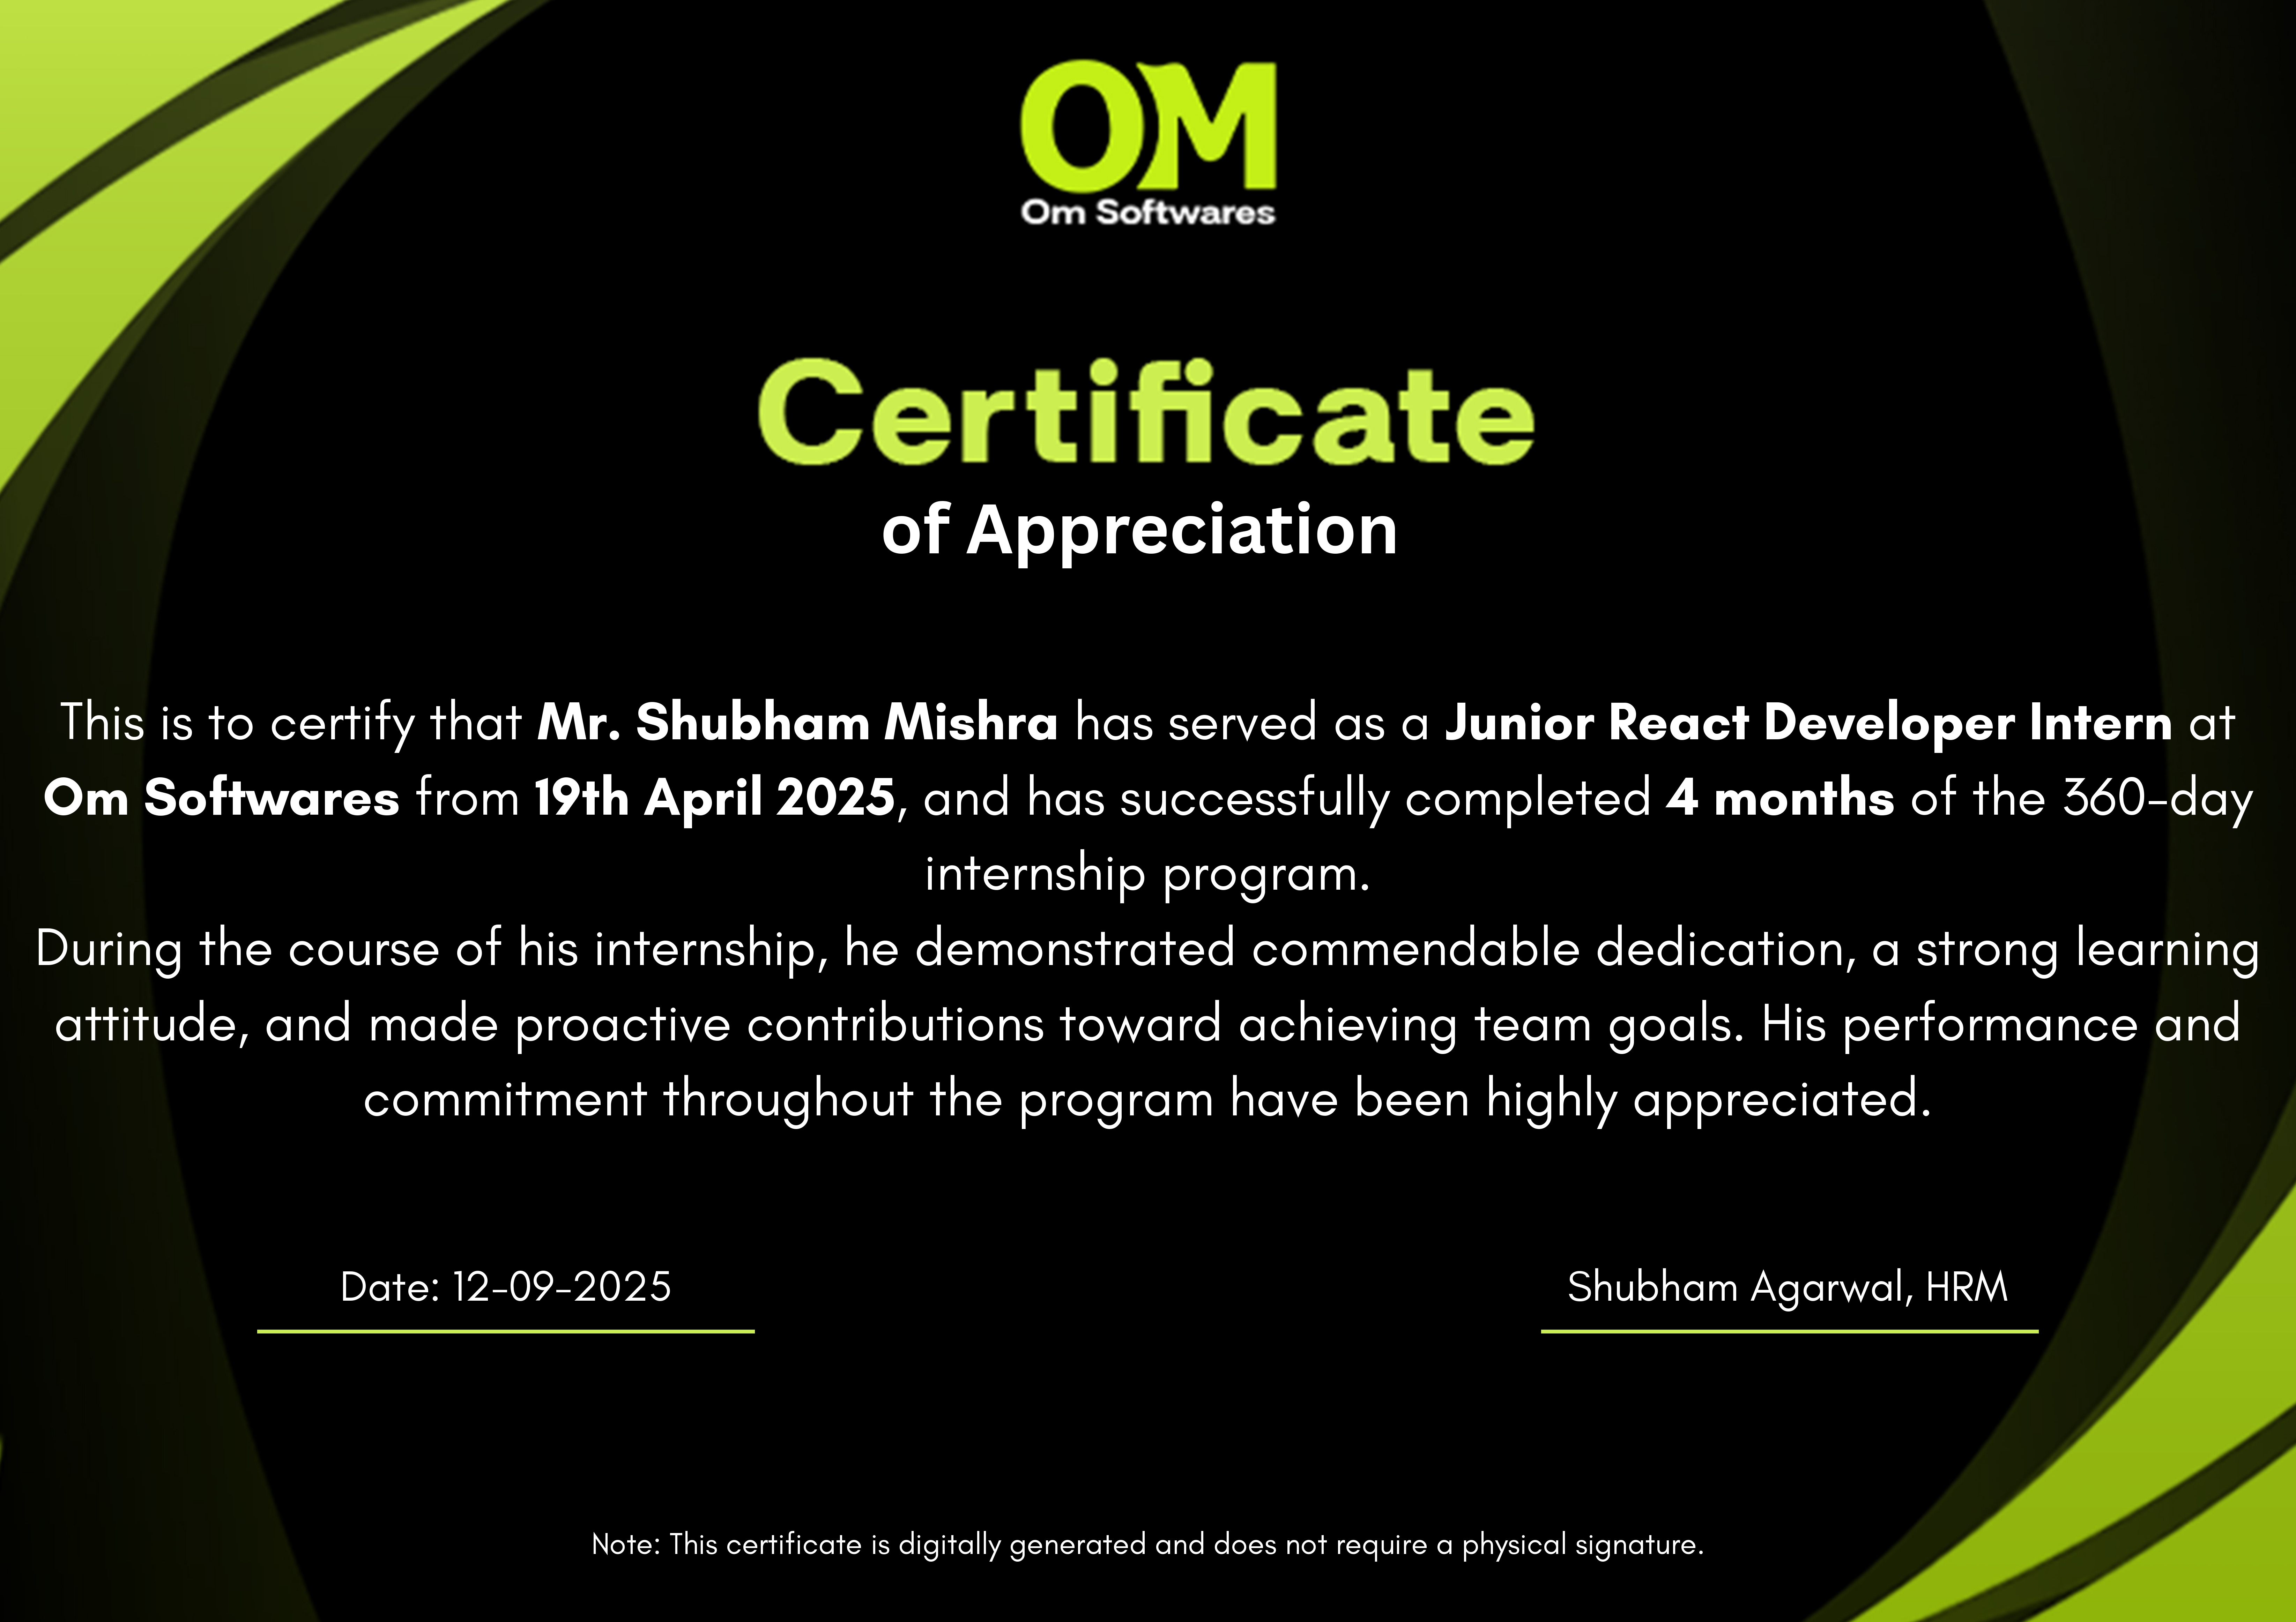 OM
Om Softwares
Certificate
of Appreciation
This is to certify that Mr. Shubham Mishra has served as a Junior React Developer Intern at
Om Softwares from 19th April 2025, and has successfully completed 4 months of the 360-day
internship program.
During the course of his internship, he demonstrated commendable dedication, a strong learning
attitude, and made proactive contributions toward achieving team goals. His performance and
commitment throughout the program have been highly appreciated.
Date: 12-09-2025
Shubham Agarwal, HRM
Note: This certificate is digitally generated and does not require a physical signature.